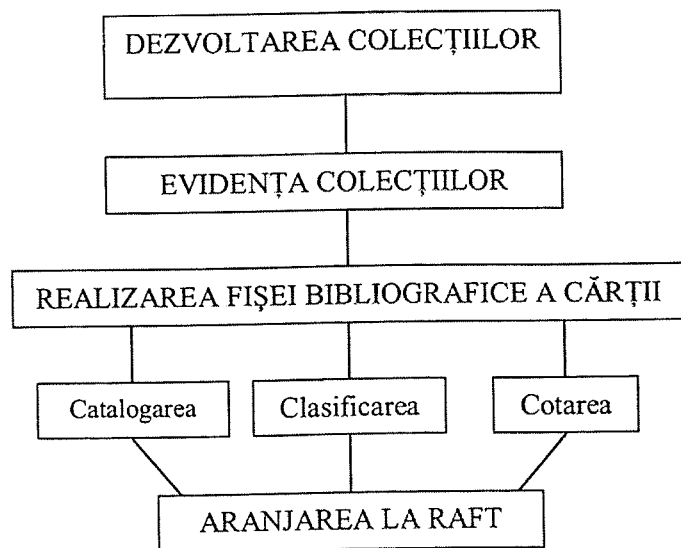 DEZVOLTAREA COLECȚIILOR
EVIDENȚA COLECȚIILOR
REALIZAREA FIȘEI BIBLIOGRAFICE A CĂRȚII
Catalogarea
Clasificarea
Cotarea
ARANJAREA LA RAFT